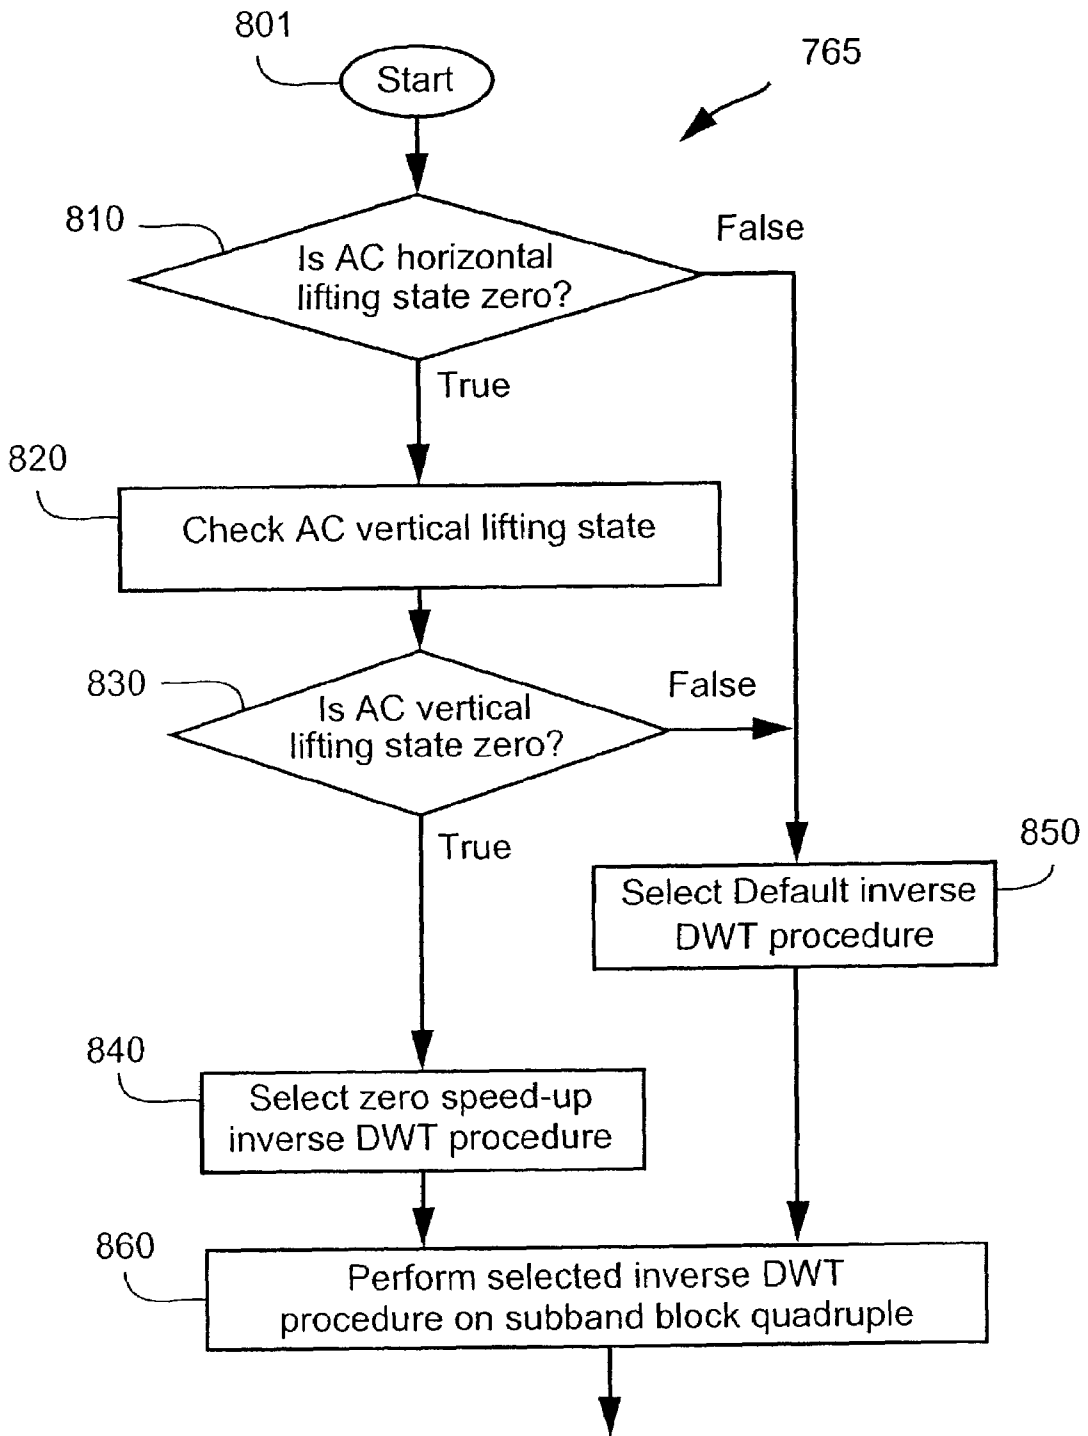 801
Start
765
810
Is AC horizontal
lifting state zero?
False
True
820
Check AC vertical lifting state
830
Is AC vertical
lifting state zero?
False
True
850
Select Default inverse
DWT procedure
840
Select zero speed-up
inverse DWT procedure
860
Perform selected inverse DWT
procedure on subband block quadruple